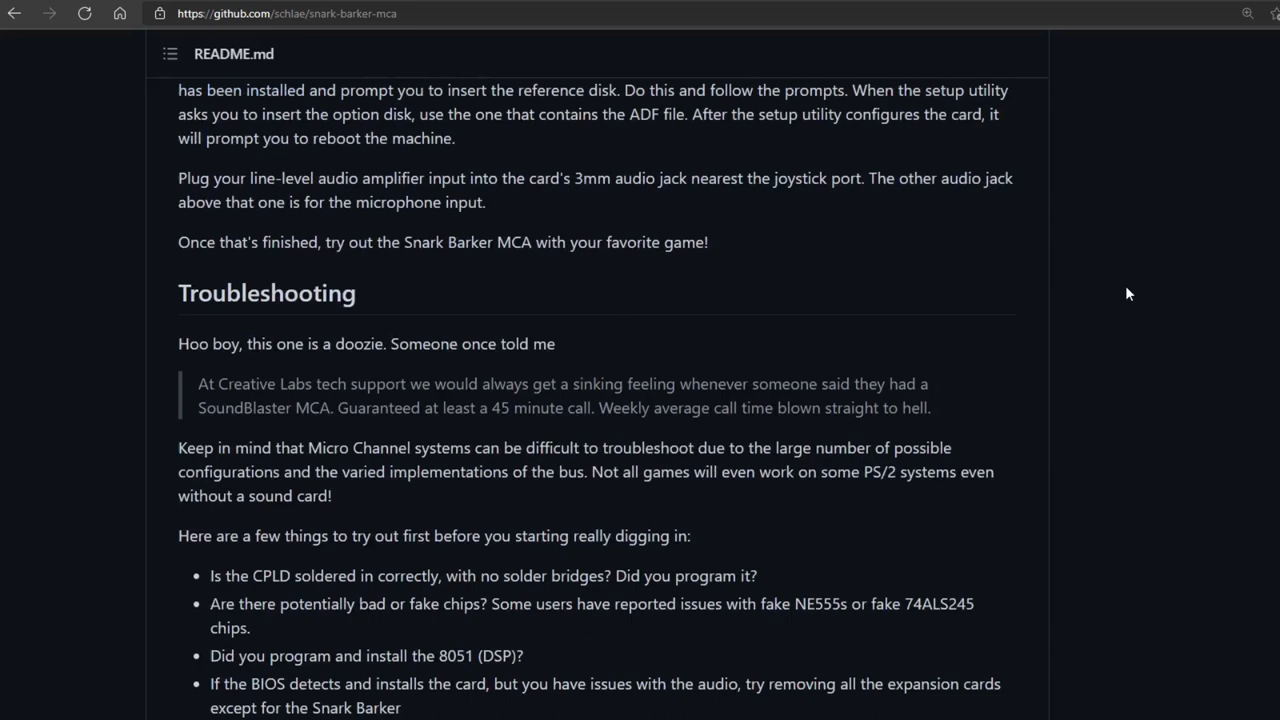 https://github.com/schlae/snark-barker-mca
README.md
has been installed and prompt you to insert the reference disk. Do this and follow the prompts. When the setup utility
asks you to insert the option disk, use the one that contains the ADF file. After the setup utility configures the card, it
will prompt you to reboot the machine.
Plug your line-level audio amplifier input into the card's 3mm audio jack nearest the joystick port. The other audio jack
above that one is for the microphone input.
Once that's finished, try out the Snark Barker MCA with your favorite game!
Troubleshooting
Hoo boy, this one is a doozie. Someone once told me
At Creative Labs tech support we would always get a sinking feeling whenever someone said they had a
SoundBlaster MCA. Guaranteed at least a 45 minute call. Weekly average call time blown straight to hell.
Keep in mind that Micro Channel systems can be difficult to troubleshoot due to the large number of possible
configurations and the varied implementations of the bus. Not all games will even work on some PS/2 systems even
without a sound card!
Here are a few things to try out first before you starting really digging in:
• Is the CPLD soldered in correctly, with no solder bridges? Did you program it?
• Are there potentially bad or fake chips? Some users have reported issues with fake NE555s or fake 74ALS245
chips.
• Did you program and install the 8051 (DSP)?
• If the BIOS detects and installs the card, but you have issues with the audio, try removing all the expansion cards
except for the Snark Barker